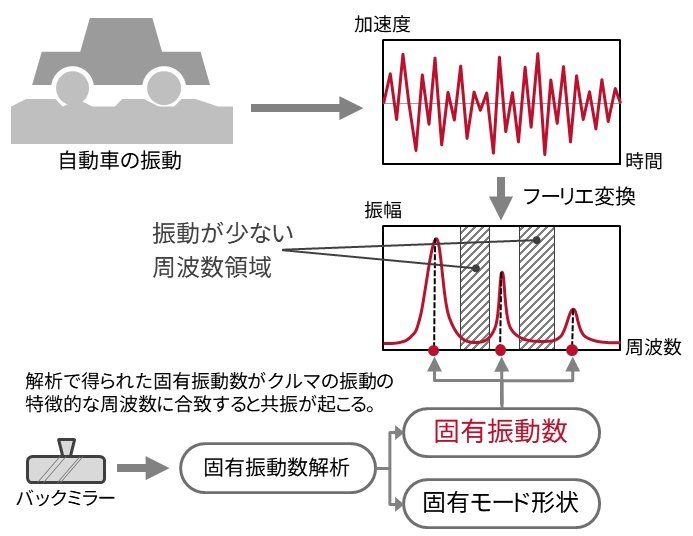 加速度
自動車の振動
時間
フーリエ変換
振幅
振動が少ない
周波数領域
周波数
解析で得られた固有振動数がクルマの振動の
特徴的な周波数に合致すると共振が起こる。
固有振動数
固有振動数解析
バックミラー
固有モード形状